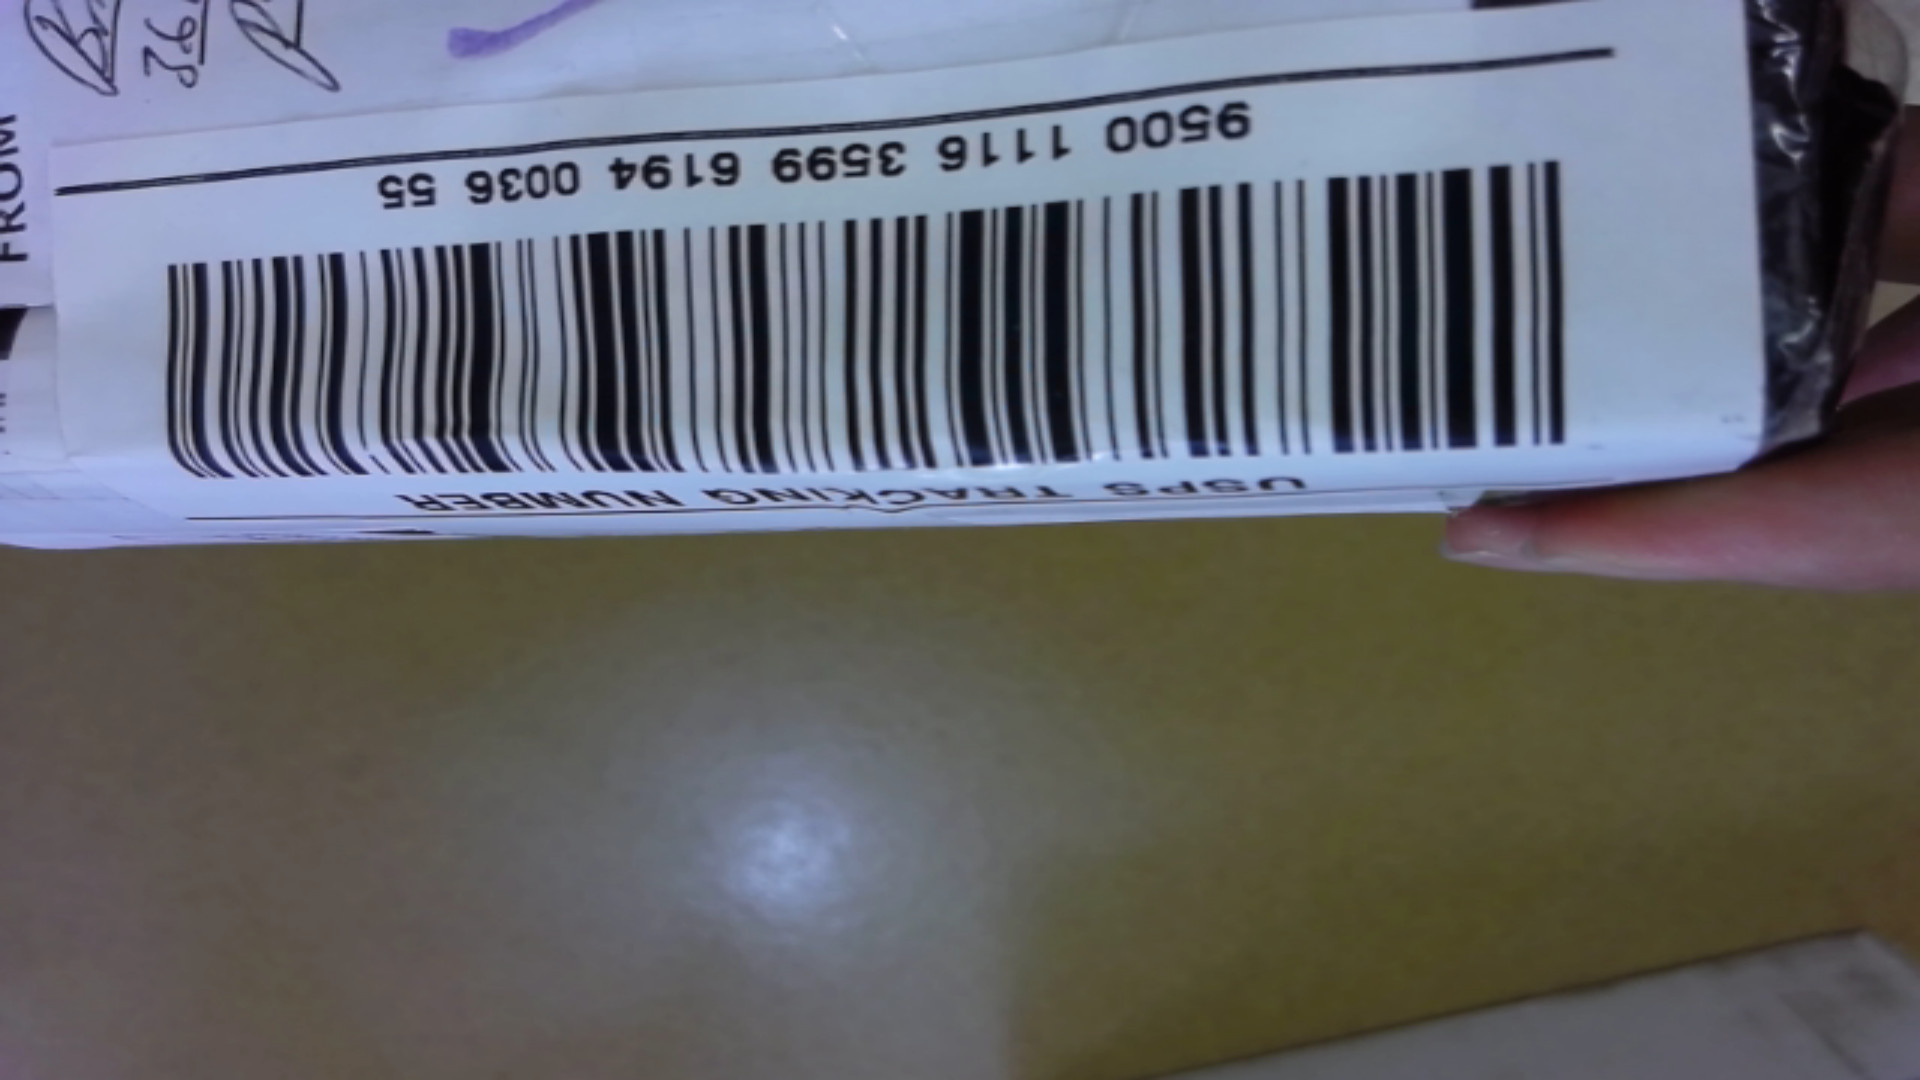 USPS TRACKING NUMBER
9500 1116 3599 6194 0036 55
FROM